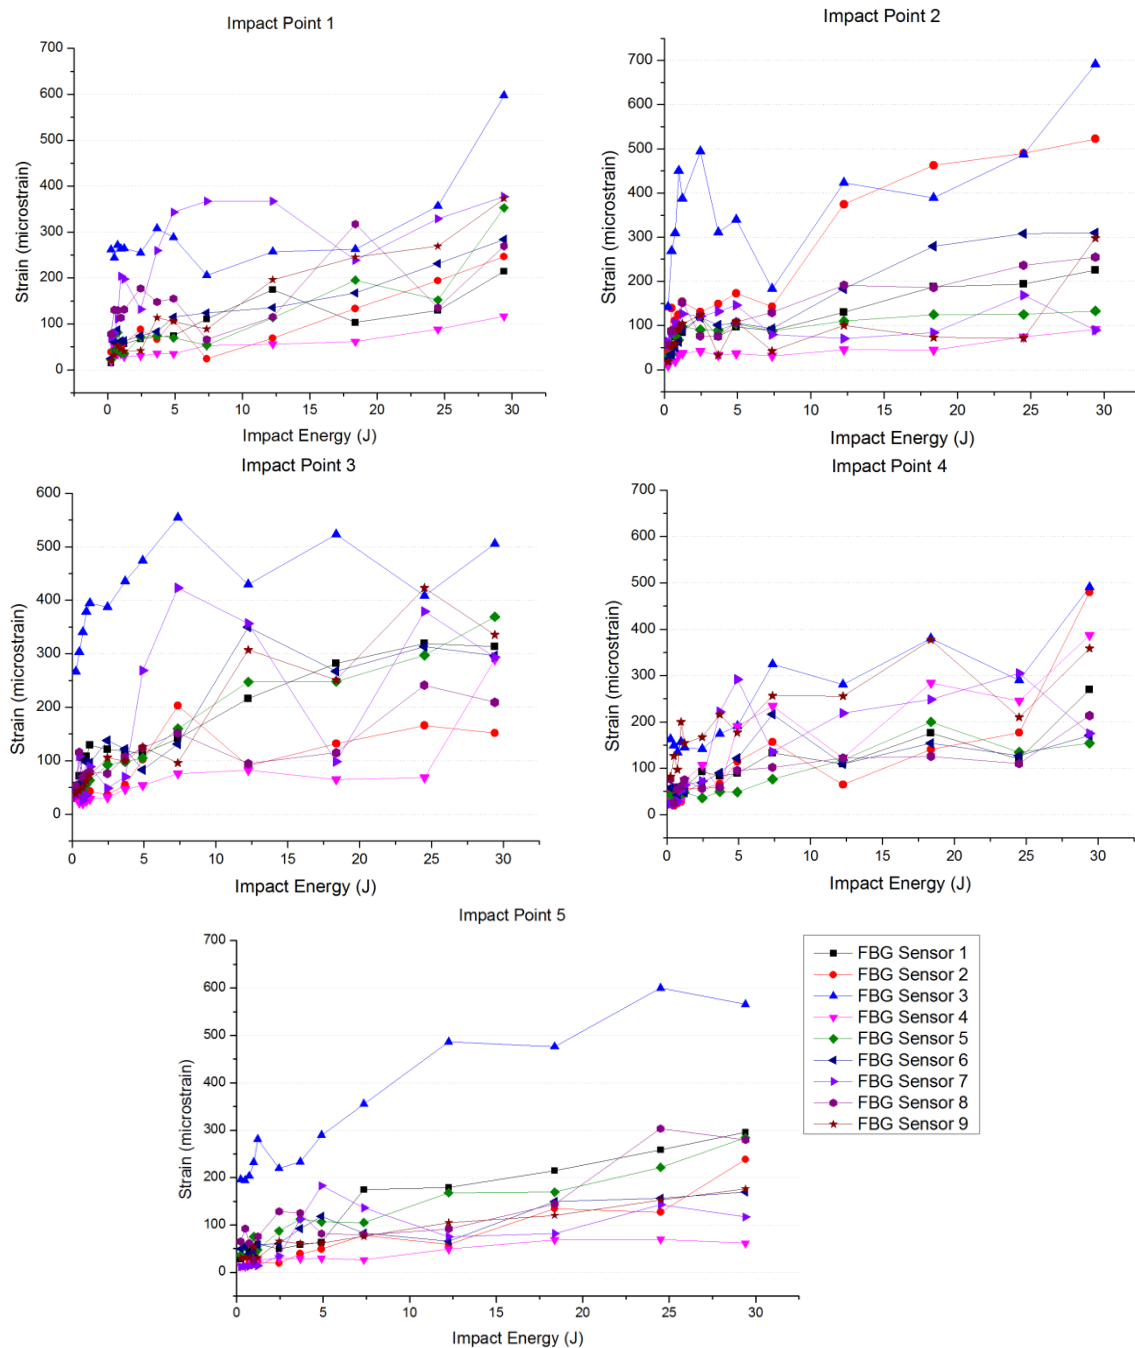 Impact Point 1
700
600
500
400
300
200
100
0
Strain (microstrain)
0 5 10 15 20 25 30
Impact Energy (J)
Impact Point 2
700
600
500
400
300
200
100
0
Strain (microstrain)
0 5 10 15 20 25 30
Impact Energy (J)
Impact Point 3
600
500
400
300
200
100
0
Strain (microstrain)
0 5 10 15 20 25 30
Impact Energy (J)
Impact Point 4
700
600
500
400
300
200
100
0
Strain (microstrain)
0 5 10 15 20 25 30
Impact Energy (J)
Impact Point 5
700
600
500
400
300
200
100
0
Strain (microstrain)
0 5 10 15 20 25 30
Impact Energy (J)
FBG Sensor 1
FBG Sensor 2
FBG Sensor 3
FBG Sensor 4
FBG Sensor 5
FBG Sensor 6
FBG Sensor 7
FBG Sensor 8
FBG Sensor 9